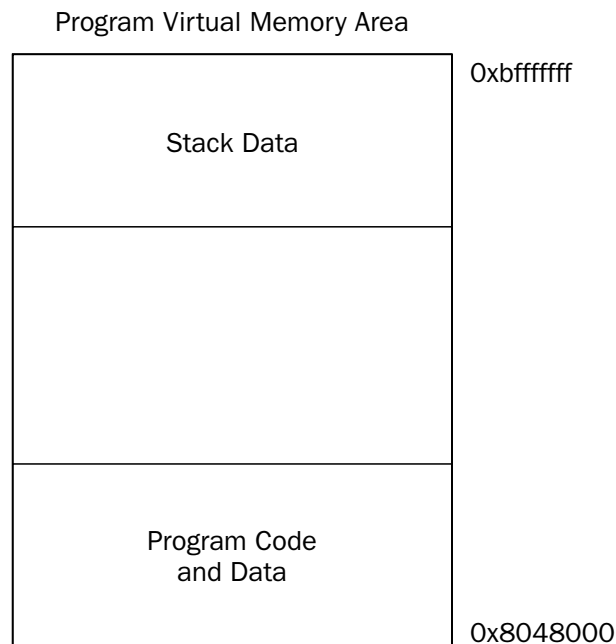 Program Virtual Memory Area
0xbfffffff
Stack Data
Program Code
and Data
0x8048000